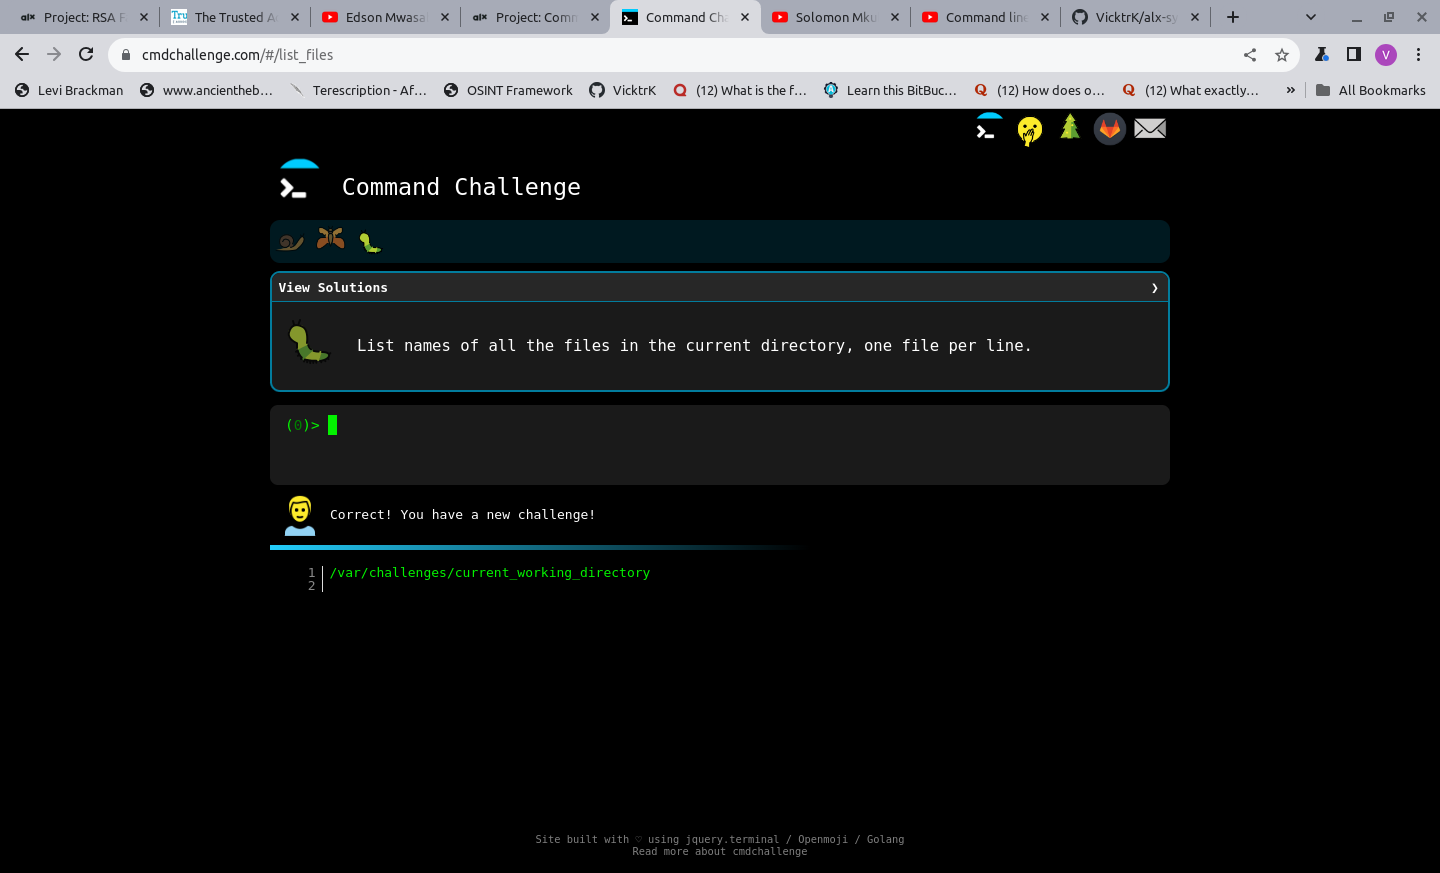 Project: RSA F
The Trusted A
Edson Mwasa
Project: Comm
Command Cha
Solomon Mku
Command line
VicktrK/alx-sy
cmdchallenge.com/#/list_files
V
Levi Brackman
www.ancientheb…
Terescription - Af…
OSINT Framework
VicktrK
(12) What is the f…
Learn this BitBuc…
(12) How does o…
(12) What exactly…
»
All Bookmarks
Command Challenge
View Solutions
List names of all the files in the current directory, one file per line.
(0)>
Correct! You have a new challenge!
1 /var/challenges/current_working_directory
2
Site built with ♡ using jquery.terminal / Openmoji / Golang
Read more about cmdchallenge